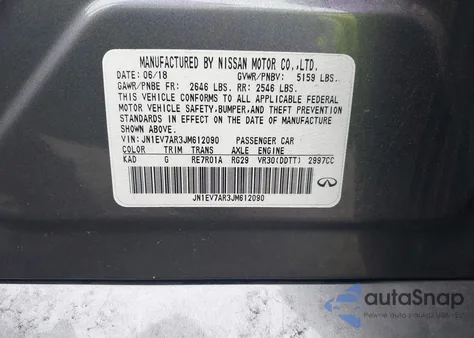 MANUFACTURED BY NISSAN MOTOR CO.,LTD.
DATE: 06/18 GVWR/PNBV: 5159 LBS.
GAWR/PNBE FR: 2646 LBS. RR: 2546 LBS.
THIS VEHICLE CONFORMS TO ALL APPLICABLE FEDERAL
MOTOR VEHICLE SAFETY,BUMPER,AND THEFT PREVENTION
STANDARDS IN EFFECT ON THE DATE OF MANUFACTURE
SHOWN ABOVE.
VIN: JN1EV7AR3JM612090 PASSENGER CAR
COLOR TRIM TRANS AXLE ENGINE
KAD G RE7R01A RG29 VR30(DDTT) 2997CC
JN1EV7AR3JM612090
autoSnap
Pewne auta z USA